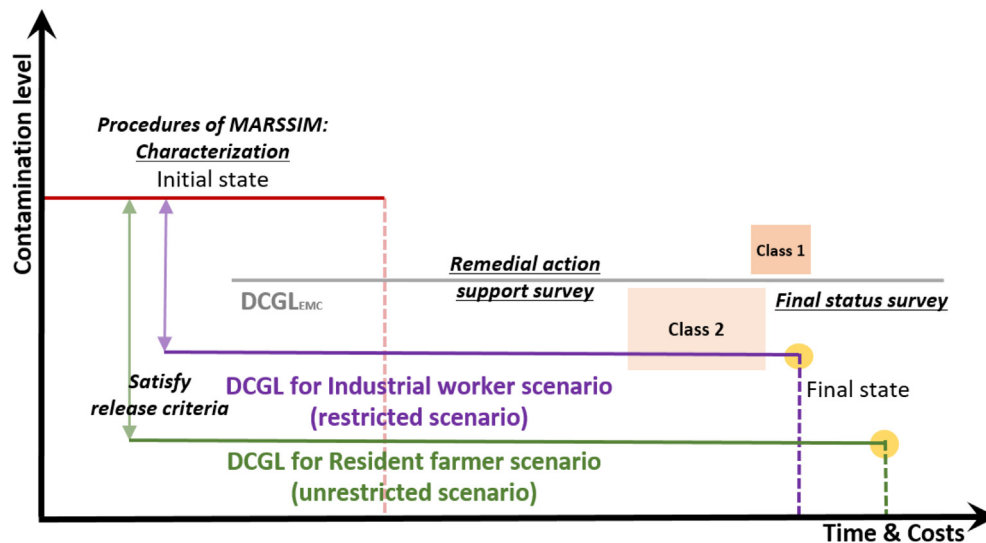 Contamination level
Procedures of MARSSIM:
Characterization
Initial state
Class 1
Remedial action
support survey
DCGLEMC
Final status survey
Class 2
Satisfy
release criteria
DCGL for Industrial worker scenario
(restricted scenario)
Final state
DCGL for Resident farmer scenario
(unrestricted scenario)
Time & Costs